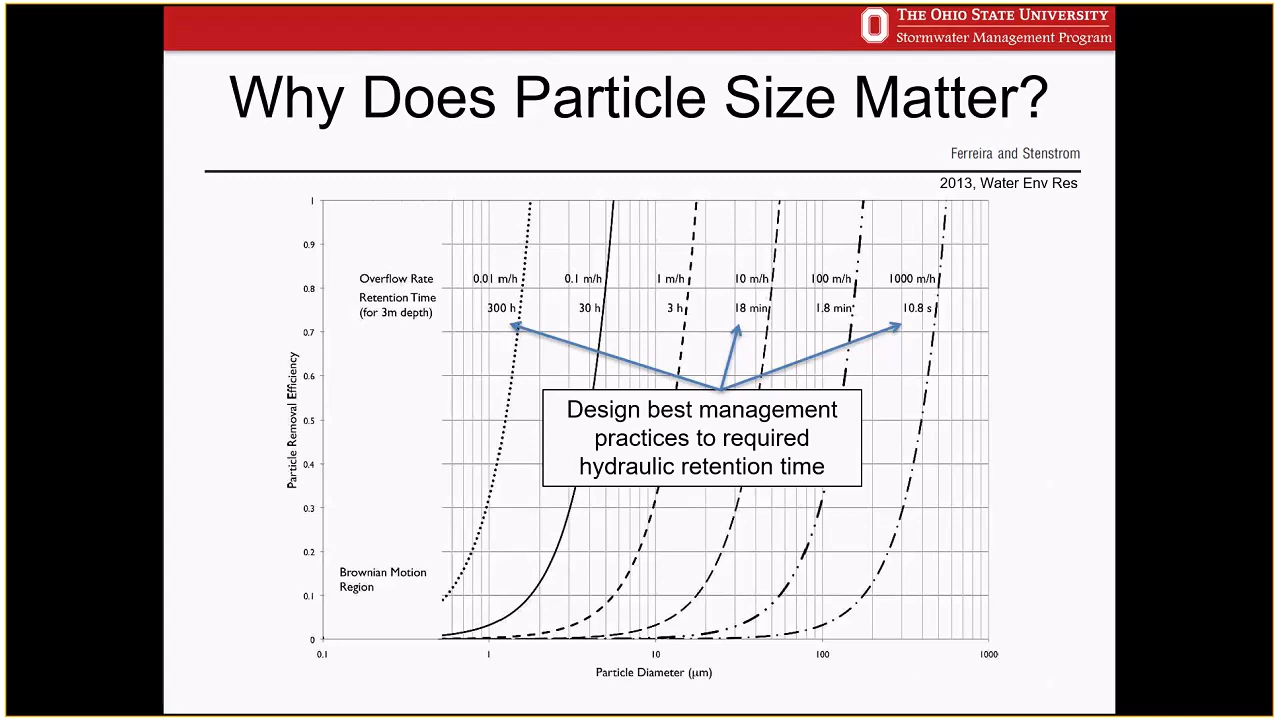 THE OHIO STATE UNIVERSITY
Stormwater Management Program
Why Does Particle Size Matter?
Ferreira and Stenstrom
2013, Water Env Res
1
0.9
0.8
0.7
0.6
0.5
0.4
0.3
0.2
0.1
0
Particle Removal Efficiency
Overflow Rate 0.01 m/h 0.1 m/h 1 m/h 10 m/h 100 m/h 1000 m/h
Retention Time
(for 3m depth) 300 h 30 h 3 h 18 min 1.8 min 10.8 s
Design best management
practices to required
hydraulic retention time
Brownian Motion
Region
0.1 1 10 100 1000
Particle Diameter (μm)